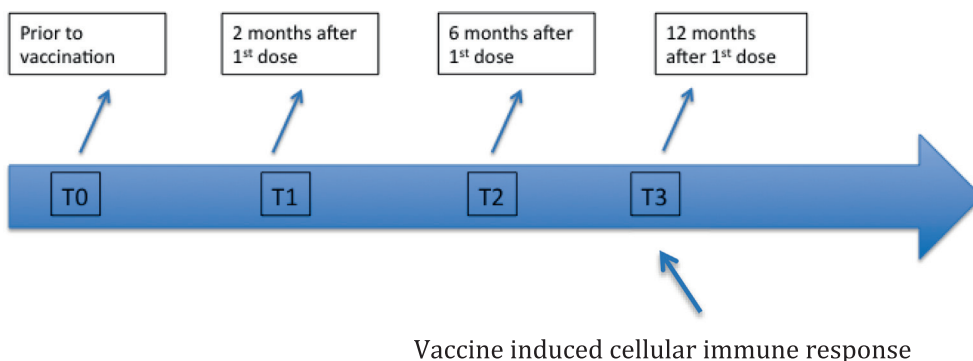 Prior to
vaccination
2 months after
1st dose
6 months after
1st dose
12 months
after 1st dose
T0
T1
T2
T3
Vaccine induced cellular immune response